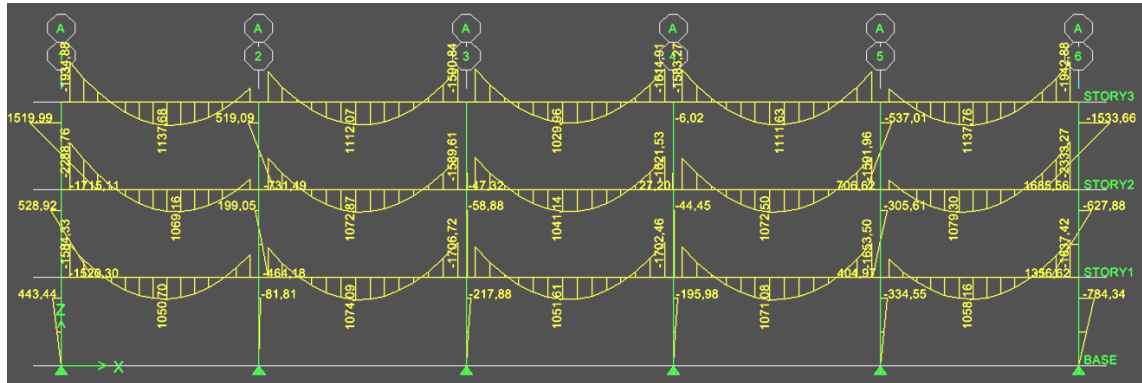 A A A A A A
2 3 5 6
-1934,88 -1590,84 -1614,91 -1583,27 -1942,88
STORY3
1519,99 1137,68 519,09 1112,07 1029,96 -6,02 1111,63 -537,01 1137,76 -1533,66
-2288,76 -1589,61 -1621,53 -1591,96 -2333,27
-1715,11 -731,49 -47,32 27,20 706,62 1685,56 STORY2
528,92 1069,16 199,05 1072,87 -58,88 1041,14 -44,45 1072,50 -305,61 1079,30 -627,88
-1584,33 -1706,72 -1702,46 -1653,50 -1637,42
-1520,30 -464,18 404,97 1356,62 STORY1
443,44 1050,70 -81,81 1074,09 -217,88 1051,61 -195,98 1071,08 -334,55 1058,16 -784,34
Z
X
BASE